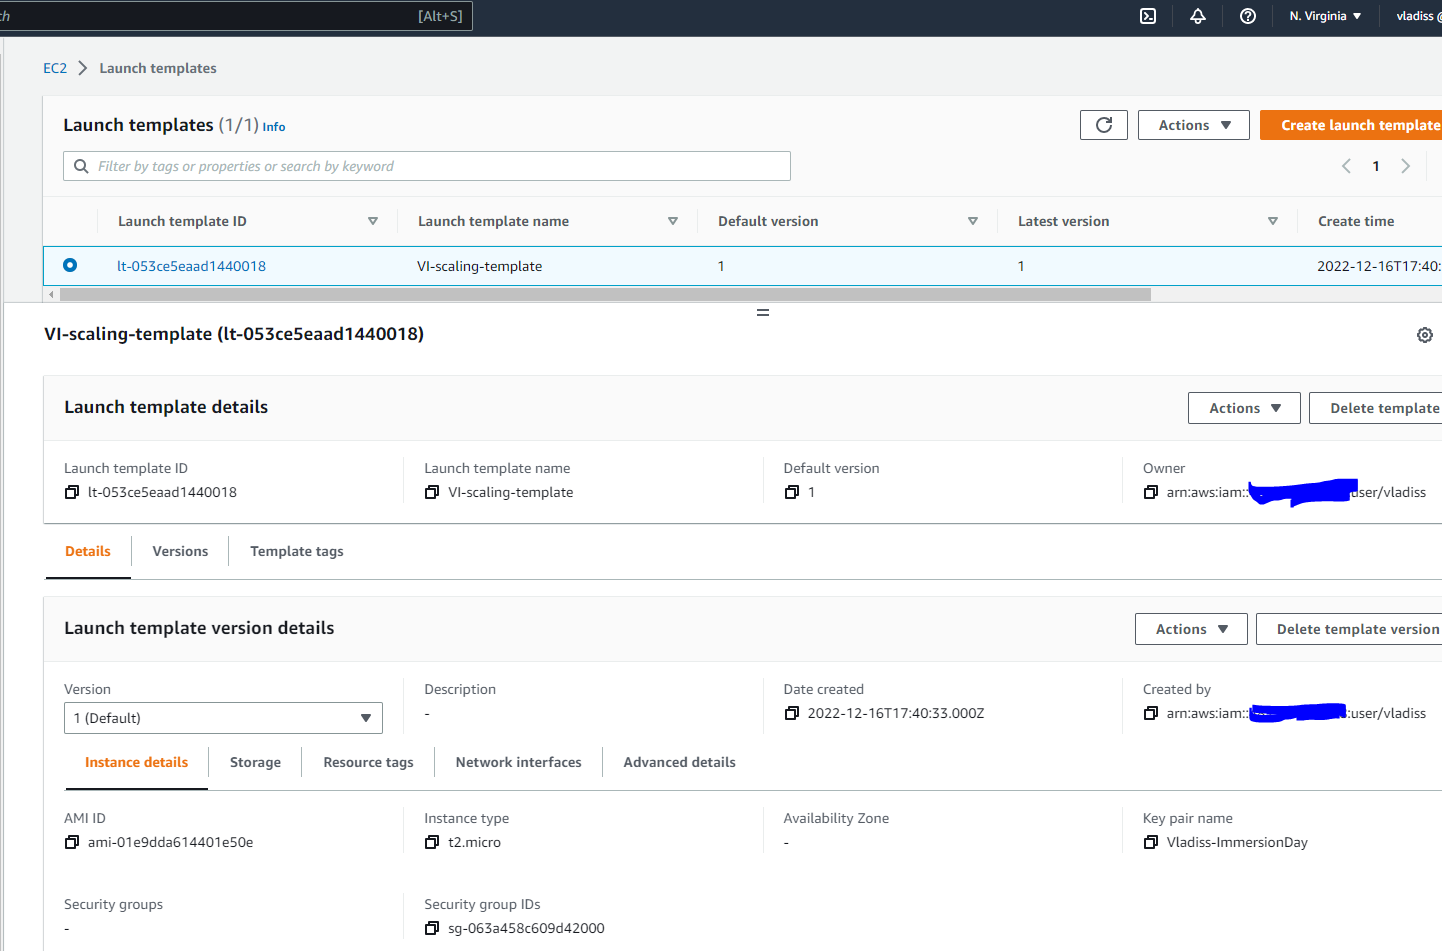 ch [Alt+S] N. Virginia vladiss @
EC2 Launch templates
Launch templates (1/1) Info Actions Create launch template
Filter by tags or properties or search by keyword 1
Launch template ID Launch template name Default version Latest version Create time
lt-053ce5eaad1440018 VI-scaling-template 1 1 2022-12-16T17:40:
VI-scaling-template (lt-053ce5eaad1440018)
Launch template details Actions Delete template
Launch template ID Launch template name Default version Owner
lt-053ce5eaad1440018 VI-scaling-template 1 arn:aws:iam:: user/vladiss
Details Versions Template tags
Launch template version details Actions Delete template version
Version Description Date created Created by
1 (Default) - 2022-12-16T17:40:33.000Z arn:aws:iam:: :user/vladiss
Instance details Storage Resource tags Network interfaces Advanced details
AMI ID Instance type Availability Zone Key pair name
ami-01e9dda614401e50e t2.micro - Vladiss-ImmersionDay
Security groups Security group IDs
- sg-063a458c609d42000